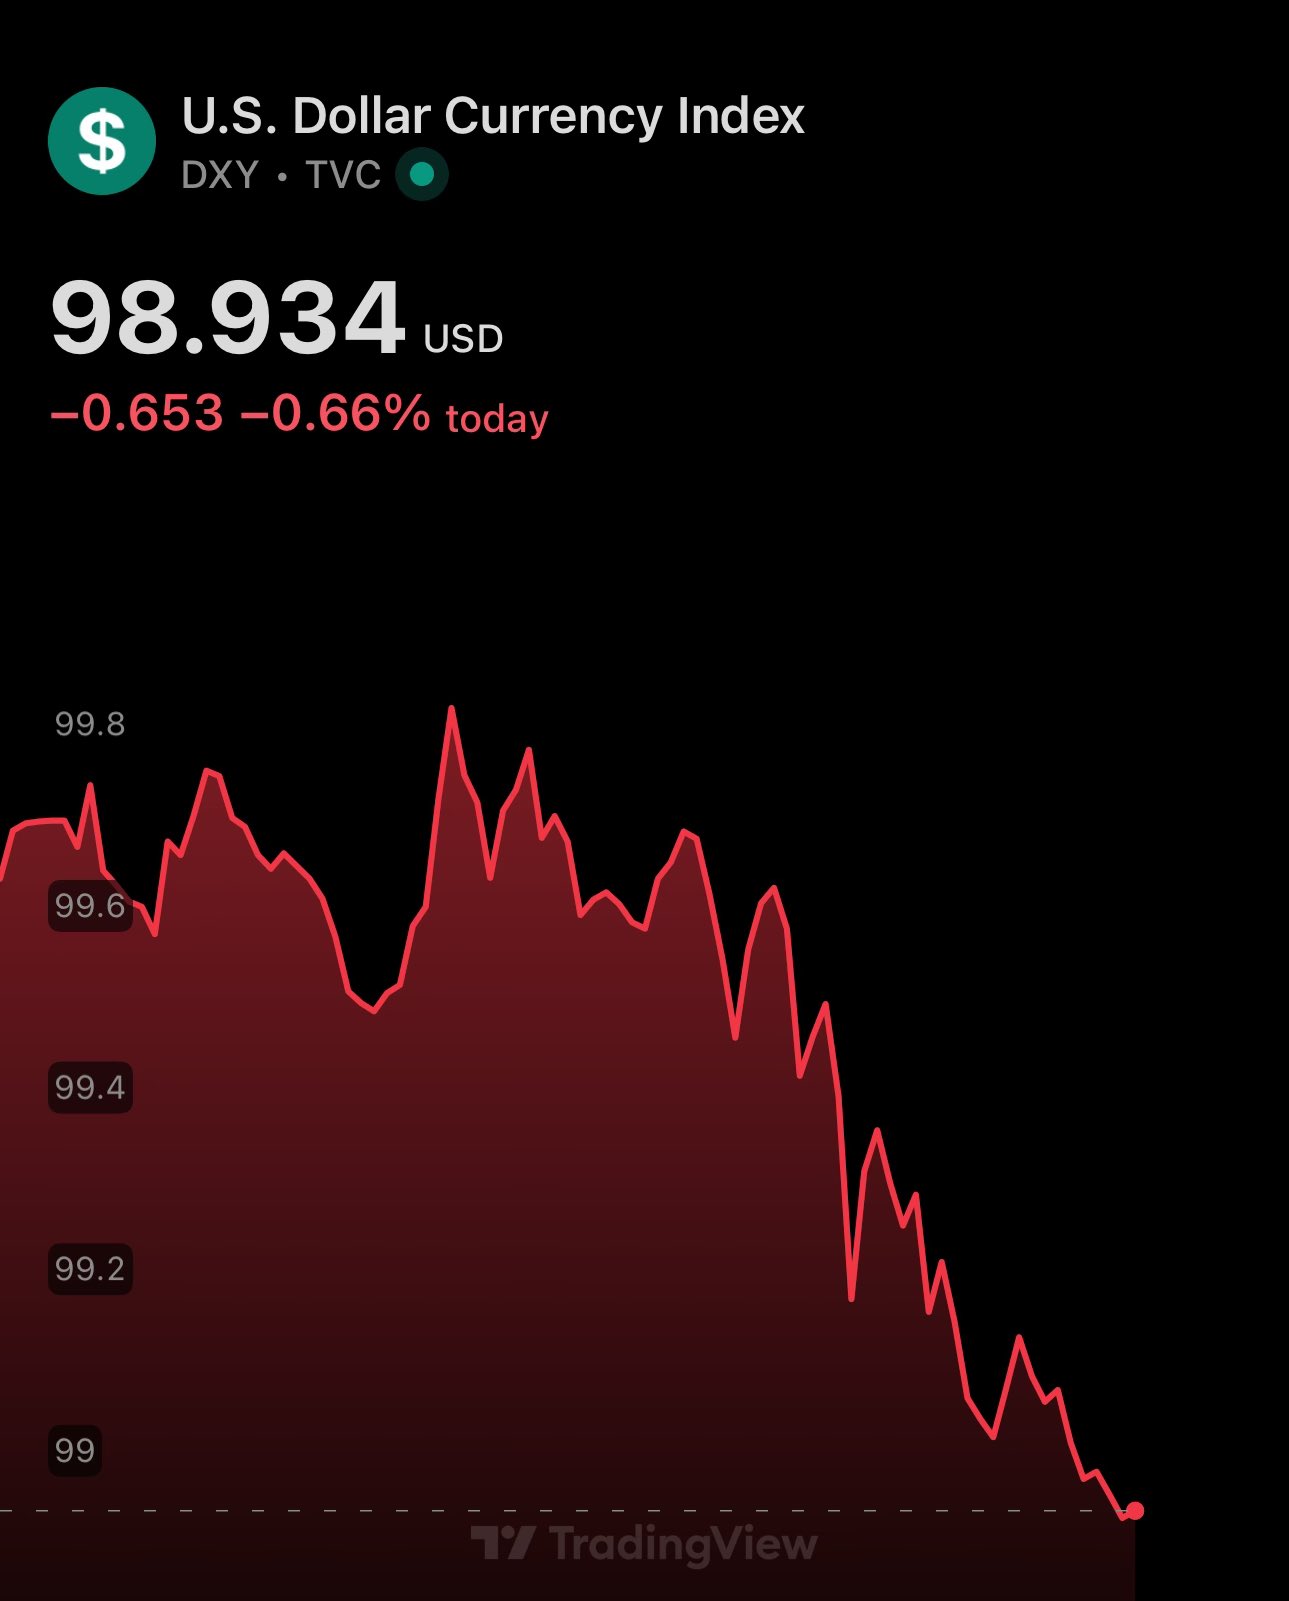 $
U.S. Dollar Currency Index
DXY • TVC
98.934 USD
−0.653 −0.66% today
99.8
99.6
99.4
99.2
99
TradingView